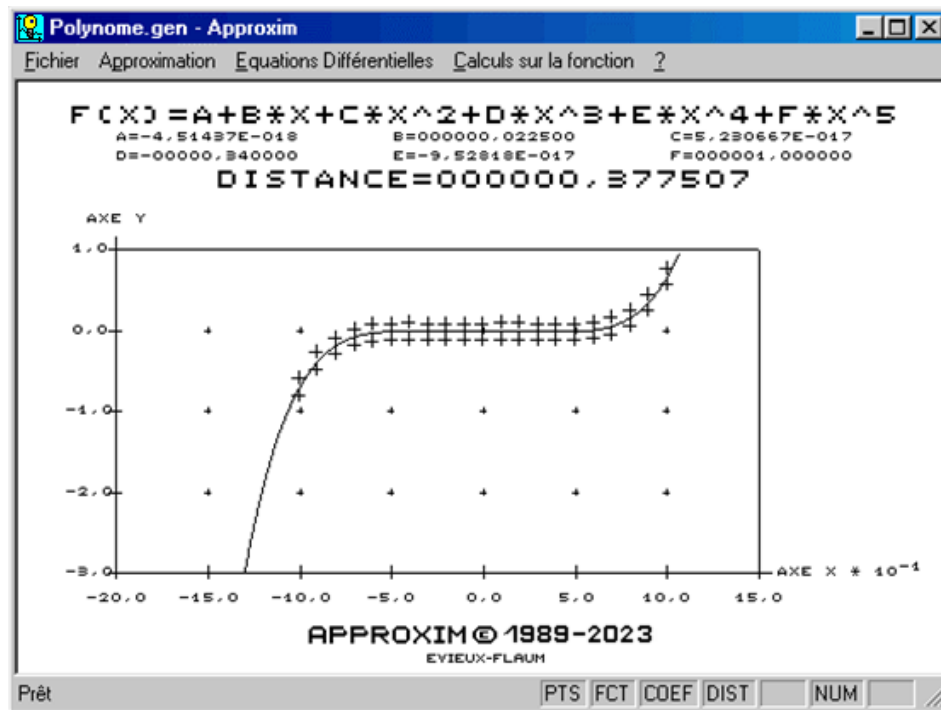 Polynome.gen - Approxim
Fichier Approximation Equations Différentielles Calculs sur la fonction ?
F(X)=A+B*X+C*X^2+D*X^3+E*X^4+F*X^5
A=-4,51437E-018 B=000000,022500 C=5,230667E-017
D=-00000,340000 E=-9,52818E-017 F=000001,000000
DISTANCE=000000,377507
AXE Y
1,0
0,0
-1,0
-2,0
-3,0
AXE X * 10^-1
-20,0 -15,0 -10,0 -5,0 0,0 5,0 10,0 15,0
APPROXIM © 1989-2023
EVIEUX-FLAUM
Prêt PTS FCT COEF DIST NUM